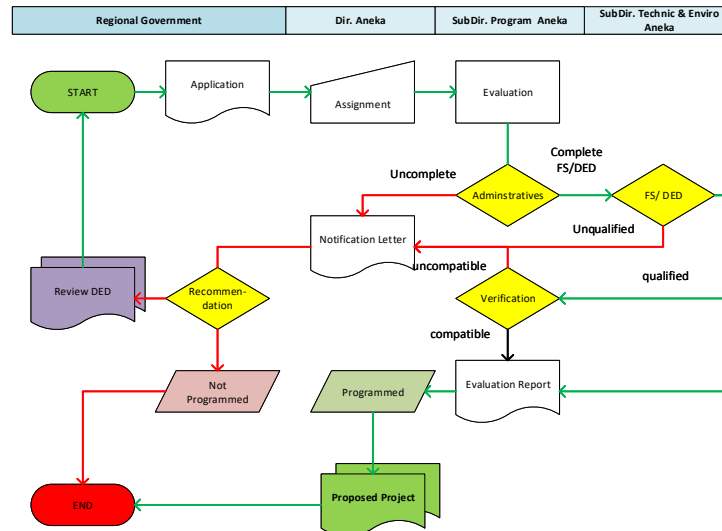 Regional Government
Dir. Aneka
SubDir. Program Aneka
SubDir. Technic & Enviro
Aneka
START
Application
Assignment
Evaluation
Complete
FS/DED
Uncomplete
Adminstratives
FS/ DED
Unqualified
Notification Letter
uncompatible
qualified
Review DED
Recommen-
dation
Verification
compatible
Not
Programmed
Programmed
Evaluation Report
Proposed Project
END